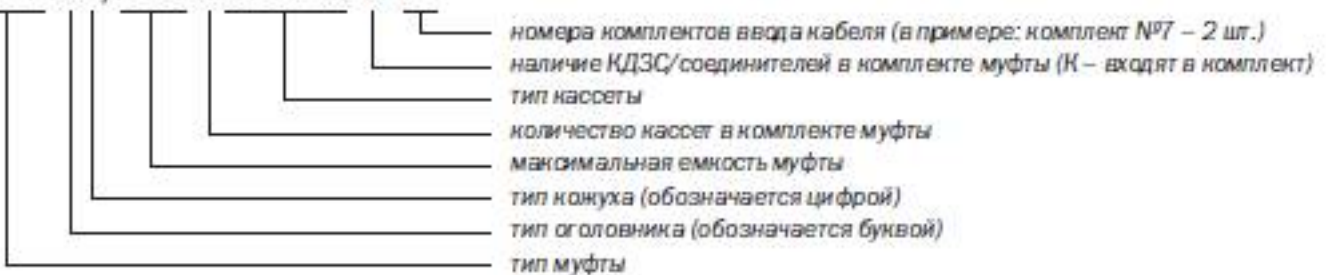 номера комплектов ввода кабеля (в примере: комплект №7 – 2 шт.)
наличие КДЗС/соединителей в комплекте муфты (К – входят в комплект)
тип кассеты
количество кассет в комплекте муфты
максимальная емкость муфты
тип кожуха (обозначается цифрой)
тип оголовника (обозначается буквой)
тип муфты